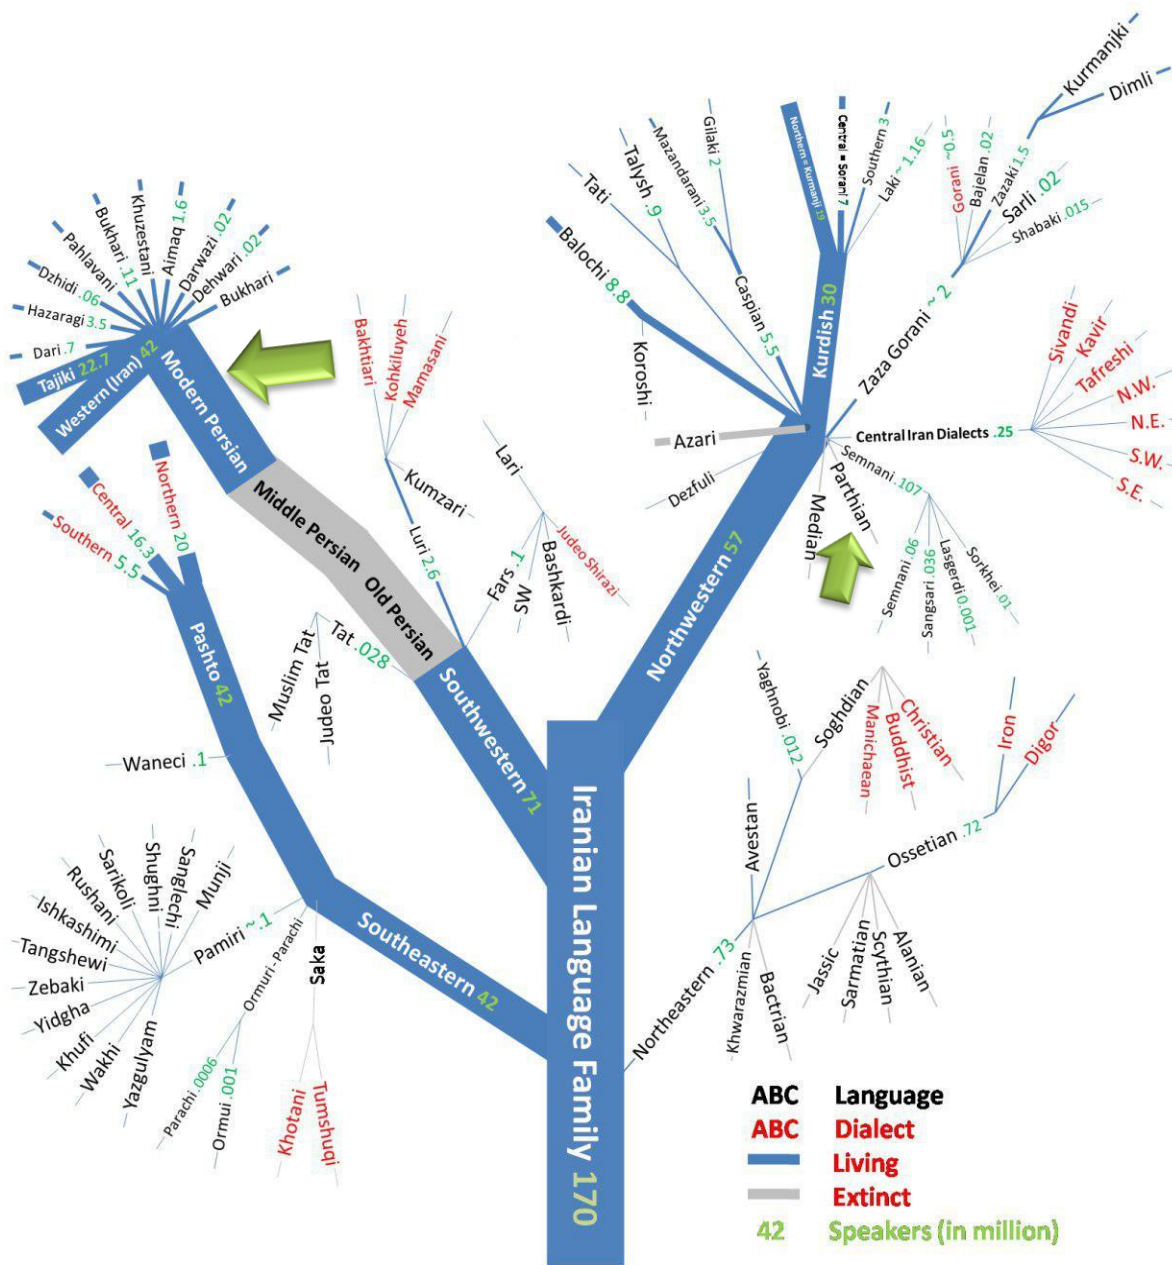 Iranian Language Family 170
Southwestern 71
Old Persian
Middle Persian
Modern Persian
Western (Iran) 42
Tajiki 22.7
Dari .7
Hazaragi 3.5
Dzhidi .06
Pahlavani
Bukhari .11
Khuzestani
Aimaq 1.6
Darwazi .02
Dehwari .02
Bukhari
Tat .028
Muslim Tat
Judeo Tat
Luri 2.6
Bakhtiari
Kohkiluyeh
Mamasani
Kumzari
Fars .1
SW
Lari
Bashkardi
Judeo Shirazi
Northwestern 57
Kurdish 30
Northern = Kurmanji 19
Central = Sorani 7
Southern 3
Laki ~ 1.16
Balochi 8.8
Koroshi
Tati
Talysh .9
Caspian 5.5
Mazandarani 3.5
Gilaki 2
Azari
Dezfuli
Median
Parthian
Zaza Gorani ~ 2
Gorani ~ 0.5
Bajelan .02
Zazaki 1.5
Kurmanjki
Dimli
Sarli .02
Shabaki .015
Central Iran Dialects .25
Sivandi
Kavir
Tafreshi
N.W.
N.E.
S.W.
S.E.
Semnani .107
Semnani .06
Sangsari .036
Lasgerdi 0.001
Sorkhei .01
Southeastern 42
Pashto 42
Southern 5.5
Central 16.3
Northern 20
Waneci .1
Pamiri ~.1
Munji
Sanglechi
Shughni
Sarikoli
Rushani
Ishkashimi
Tangshewi
Zebaki
Yidgha
Khufi
Wakhi
Yazgulyam
Ormuri - Parachi
Parachi .0006
Ormui .001
Saka
Khotani
Tumshuqi
Northeastern .73
Khwarazmian
Bactrian
Avestan
Yaghnobi .012
Soghdian
Manichaean
Buddhist
Christian
Ossetian .72
Iron
Digor
Jassic
Sarmatian
Scythian
Alanian
ABC Language
ABC Dialect
Living
Extinct
42 Speakers (in million)